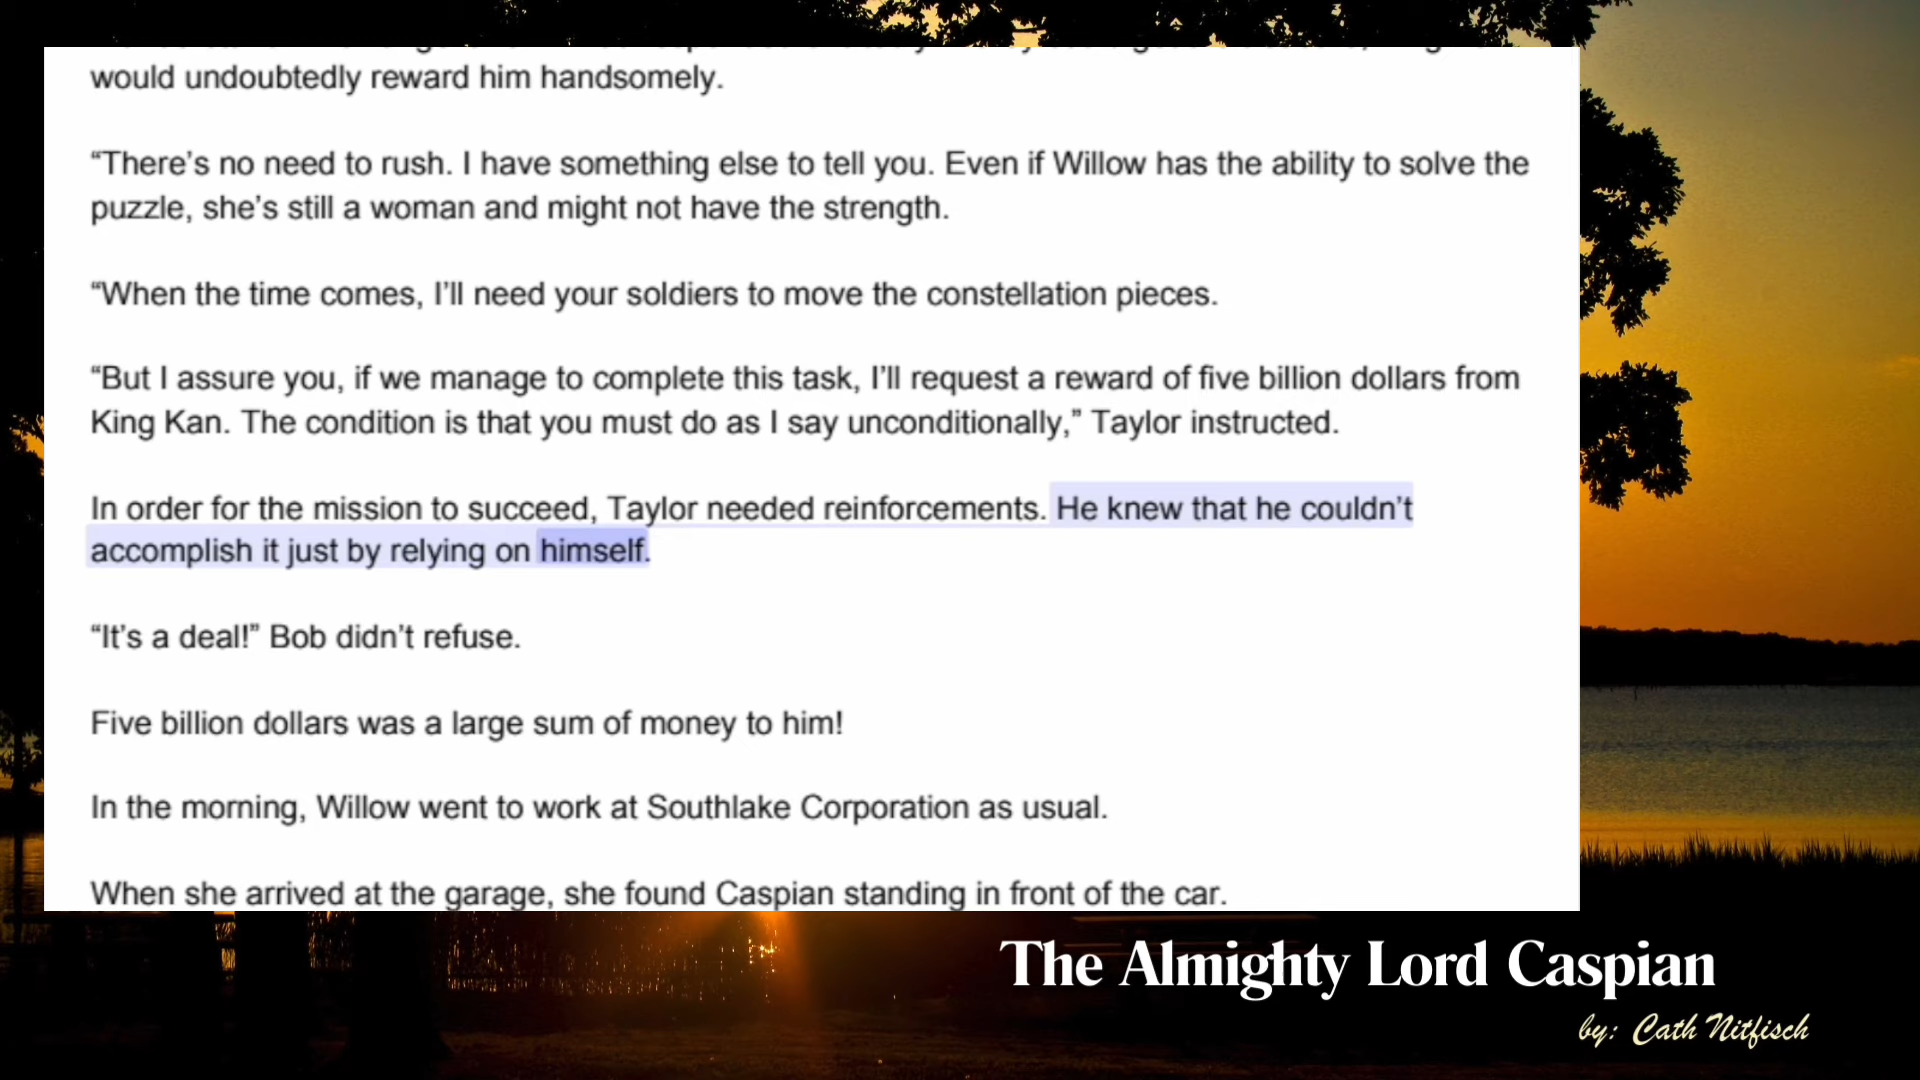 would undoubtedly reward him handsomely.
“There’s no need to rush. I have something else to tell you. Even if Willow has the ability to solve the
puzzle, she’s still a woman and might not have the strength.
“When the time comes, I’ll need your soldiers to move the constellation pieces.
“But I assure you, if we manage to complete this task, I’ll request a reward of five billion dollars from
King Kan. The condition is that you must do as I say unconditionally,” Taylor instructed.
In order for the mission to succeed, Taylor needed reinforcements. He knew that he couldn’t
accomplish it just by relying on himself.
“It’s a deal!” Bob didn’t refuse.
Five billion dollars was a large sum of money to him!
In the morning, Willow went to work at Southlake Corporation as usual.
When she arrived at the garage, she found Caspian standing in front of the car.
The Almighty Lord Caspian
by: Cath Nitfisch